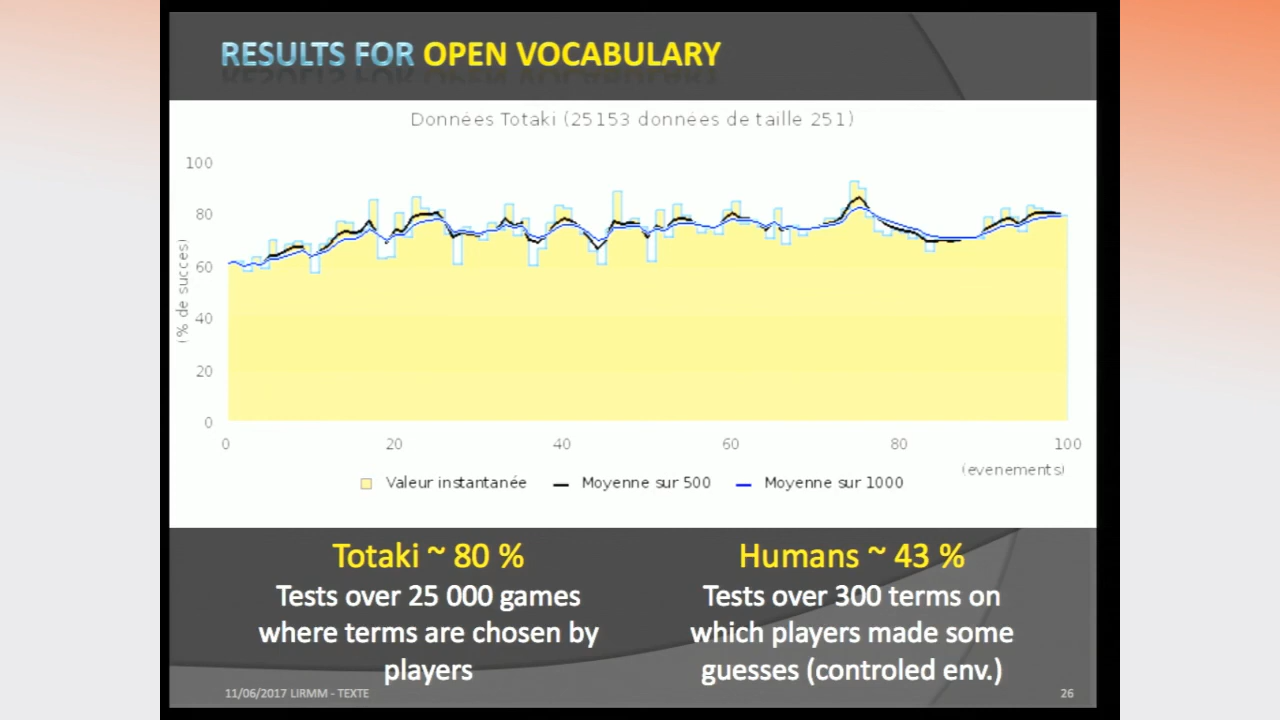 RESULTS FOR OPEN VOCABULARY
Données Totaki (25153 données de taille 251)
100
80
60
40
20
0
(% de succes)
0 20 40 60 80 100
(evenements)
Valeur instantanée Moyenne sur 500 Moyenne sur 1000
Totaki ~ 80 %
Tests over 25 000 games
where terms are chosen by
players
Humans ~ 43 %
Tests over 300 terms on
which players made some
guesses (controled env.)
11/06/2017 LIRMM - TEXTE
26